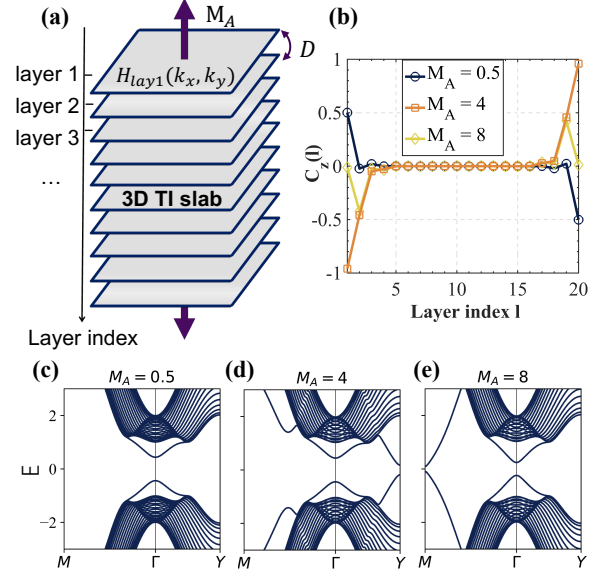 (a)
M_A
D
layer 1
H_{lay1}(k_x, k_y)
layer 2
layer 3
...
3D TI slab
Layer index
(b)
M_A = 0.5
M_A = 4
M_A = 8
C_z(l)
1
0.5
0
-0.5
-1
5 10 15 20
Layer index l
(c) (d) (e)
M_A = 0.5 M_A = 4 M_A = 8
E
2
0
−2
M Γ Y M Γ Y M Γ Y